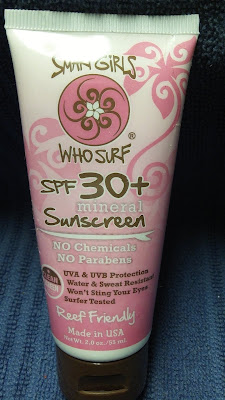 SMART GIRLS
WHO SURF
®
SPF 30+
mineral
Sunscreen
NO Chemicals
NO Parabens
UVA & UVB Protection
Water & Sweat Resistant
Won't Sting Your Eyes
Surfer Tested
Reef Friendly
Made in USA